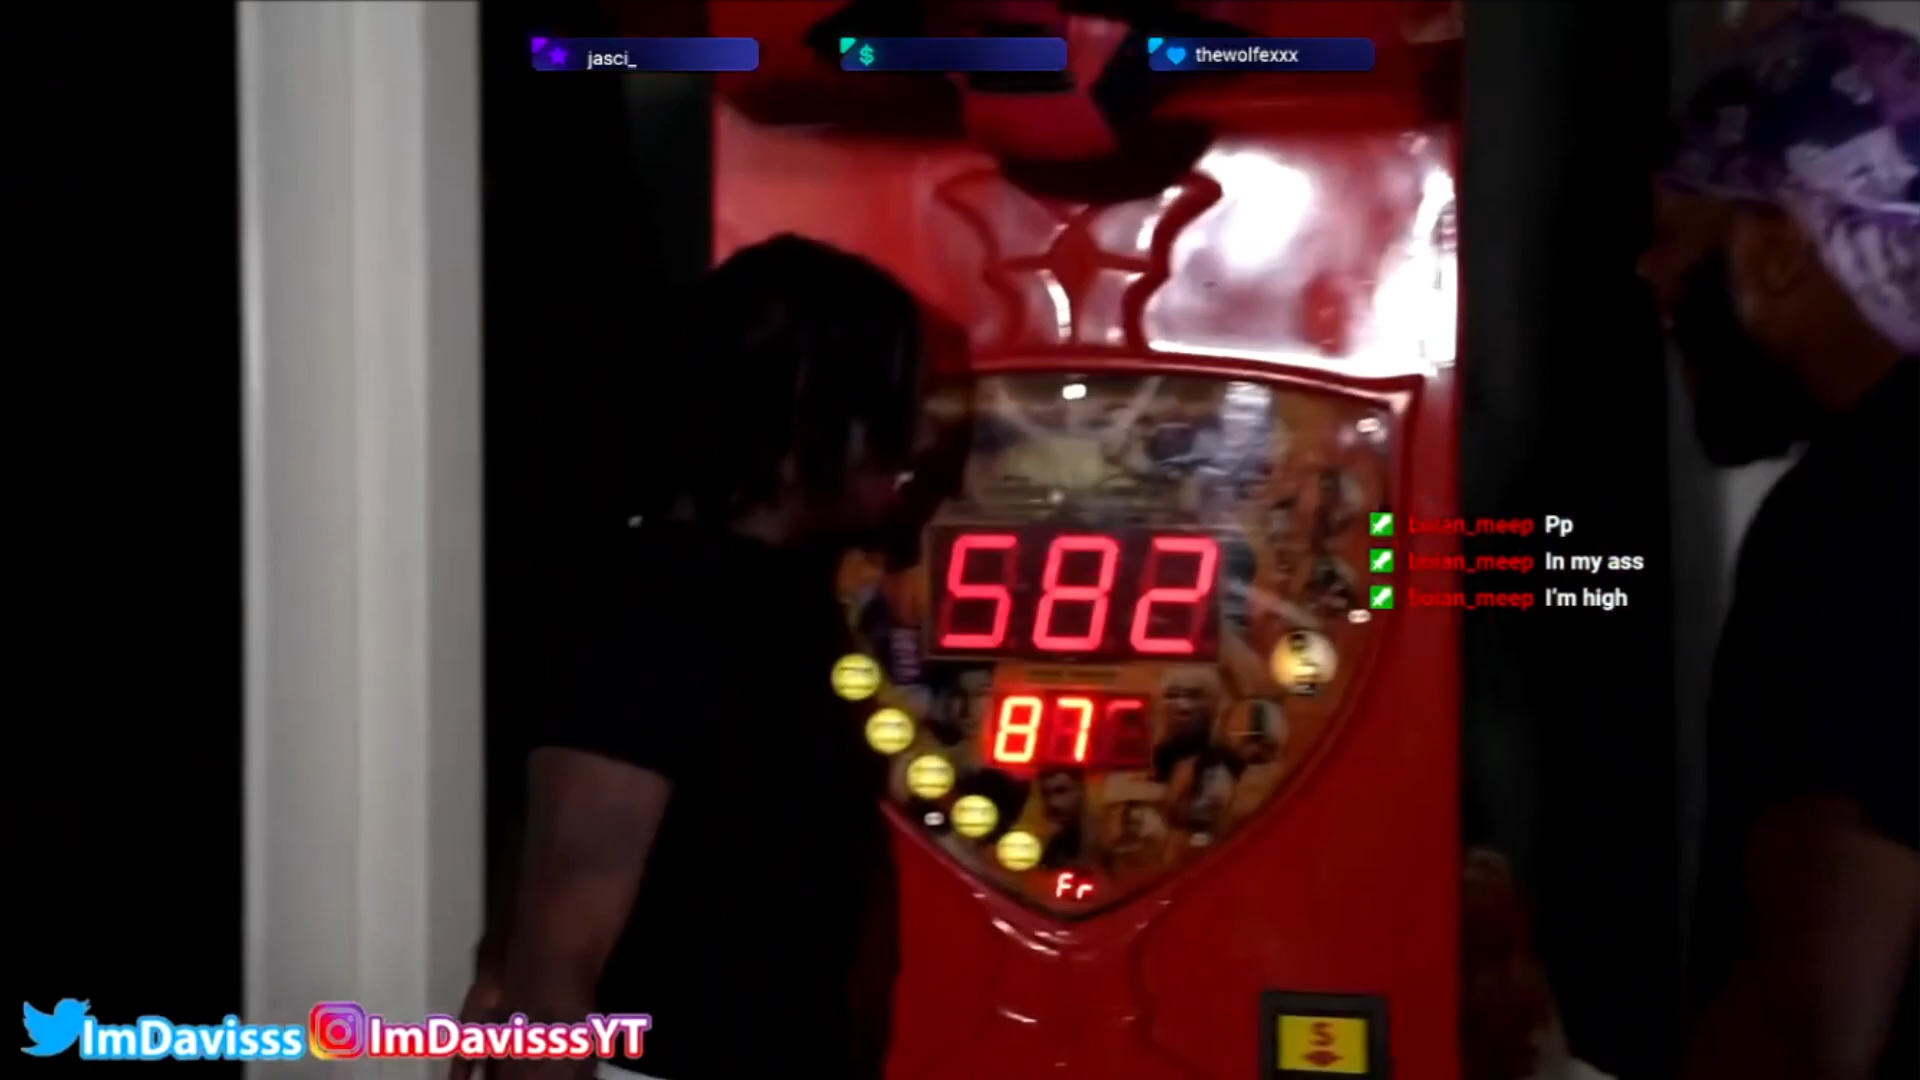 jasci_
$
thewolfexxx
Pp
In my ass
I'm high
582
87
Fr
S
ImDavisss
ImDavisssYT